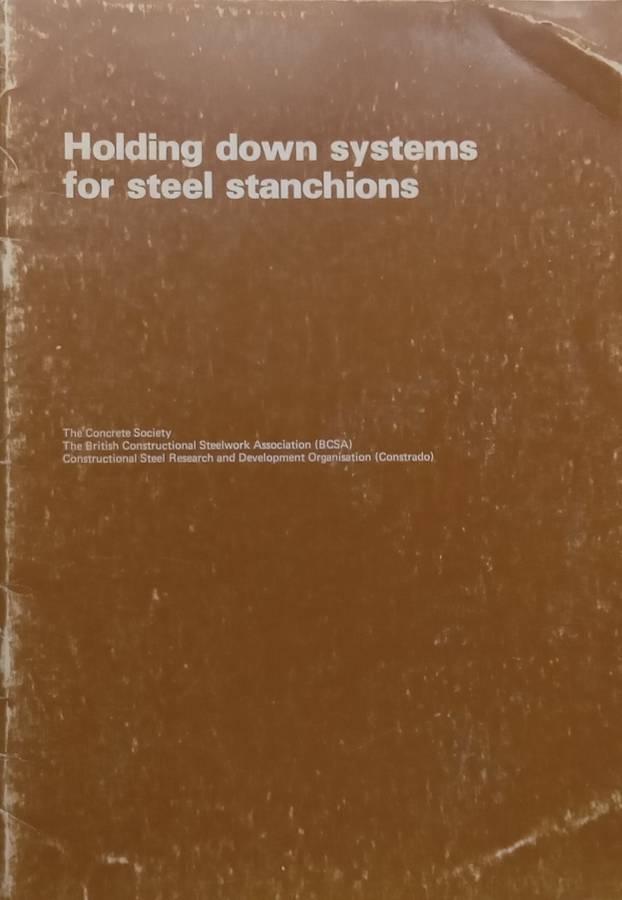 Holding down systems
for steel stanchions
The Concrete Society
The British Constructional Steelwork Association (BCSA)
Constructional Steel Research and Development Organisation (Constrado)